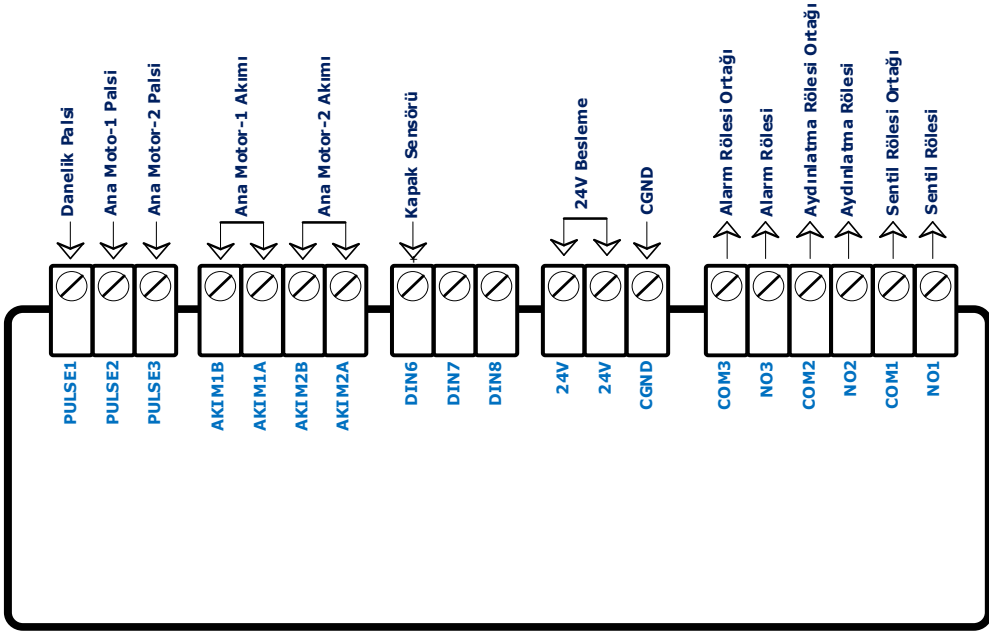 Danelik Palsi
Ana Moto-1 Palsi
Ana Motor-2 Palsi
Ana Motor-1 Akımı
Ana Motor-2 Akımı
Kapak Sensörü
24V Besleme
CGND
Alarm Rölesi Ortağı
Alarm Rölesi
Aydınlatma Rölesi Ortağı
Aydınlatma Rölesi
Sentil Rölesi Ortağı
Sentil Rölesi
PULSE1
PULSE2
PULSE3
AKIM1B
AKIM1A
AKIM2B
AKIM2A
DIN6
DIN7
DIN8
24V
24V
CGND
COM3
NO3
COM2
NO2
COM1
NO1